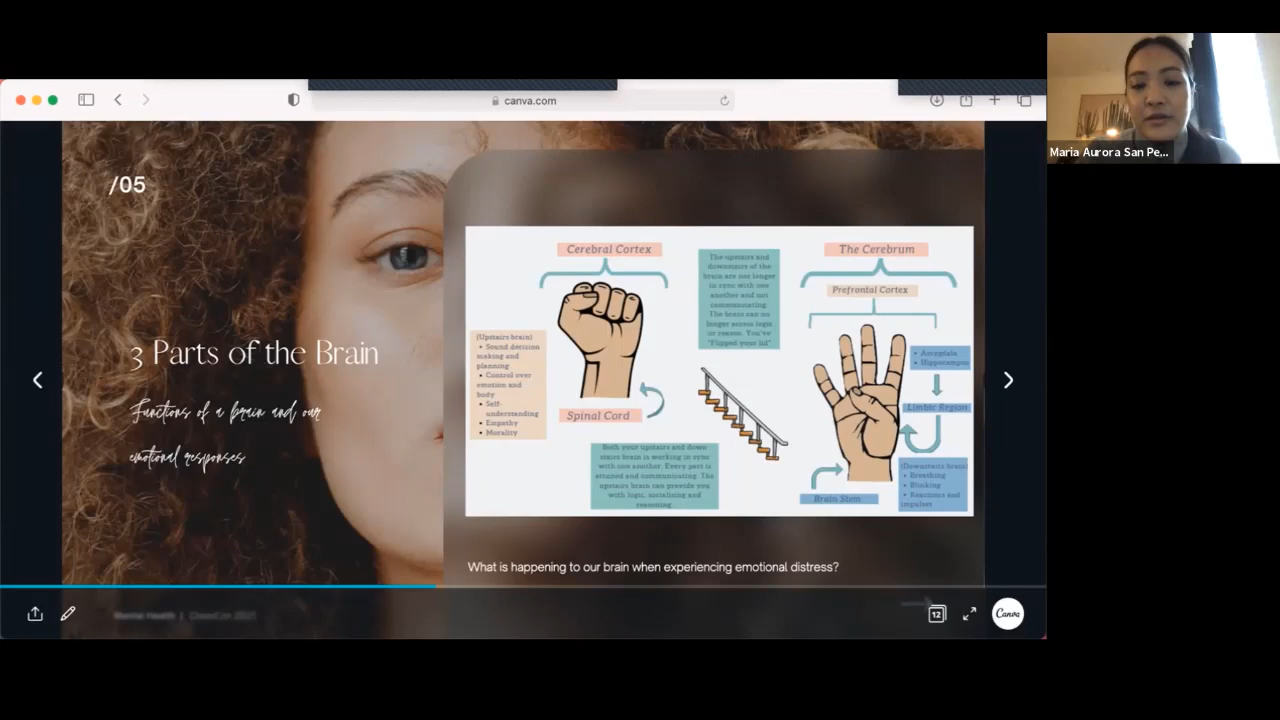 canva.com
Maria Aurora San Pe...
/05
3 Parts of the Brain
Functions of a brain and our
emotional responses
Cerebral Cortex
(Upstairs brain)
• Sound decision
making and
planning
• Control over
emotion and
body
• Self-
understanding
• Empathy
• Morality
Spinal Cord
The upstairs and
downstairs of the
brain are not longer
in sync with one
another and not
communicating.
The brain can no
longer access logic
or reason. You've
"Flipped your lid"
Both your upstairs and down
stairs brain is working in sync
with one another. Every part is
attuned and communicating. The
upstairs brain can provide you
with logic, socializing and
reasoning.
The Cerebrum
Prefrontal Cortex
• Amygdala
• Hippocampus
Limbic Region
(Downstairs brain)
• Breathing
• Blinking
• Reactions and
impulses
Brain Stem
What is happening to our brain when experiencing emotional distress?
Mental Health |
12
Canva